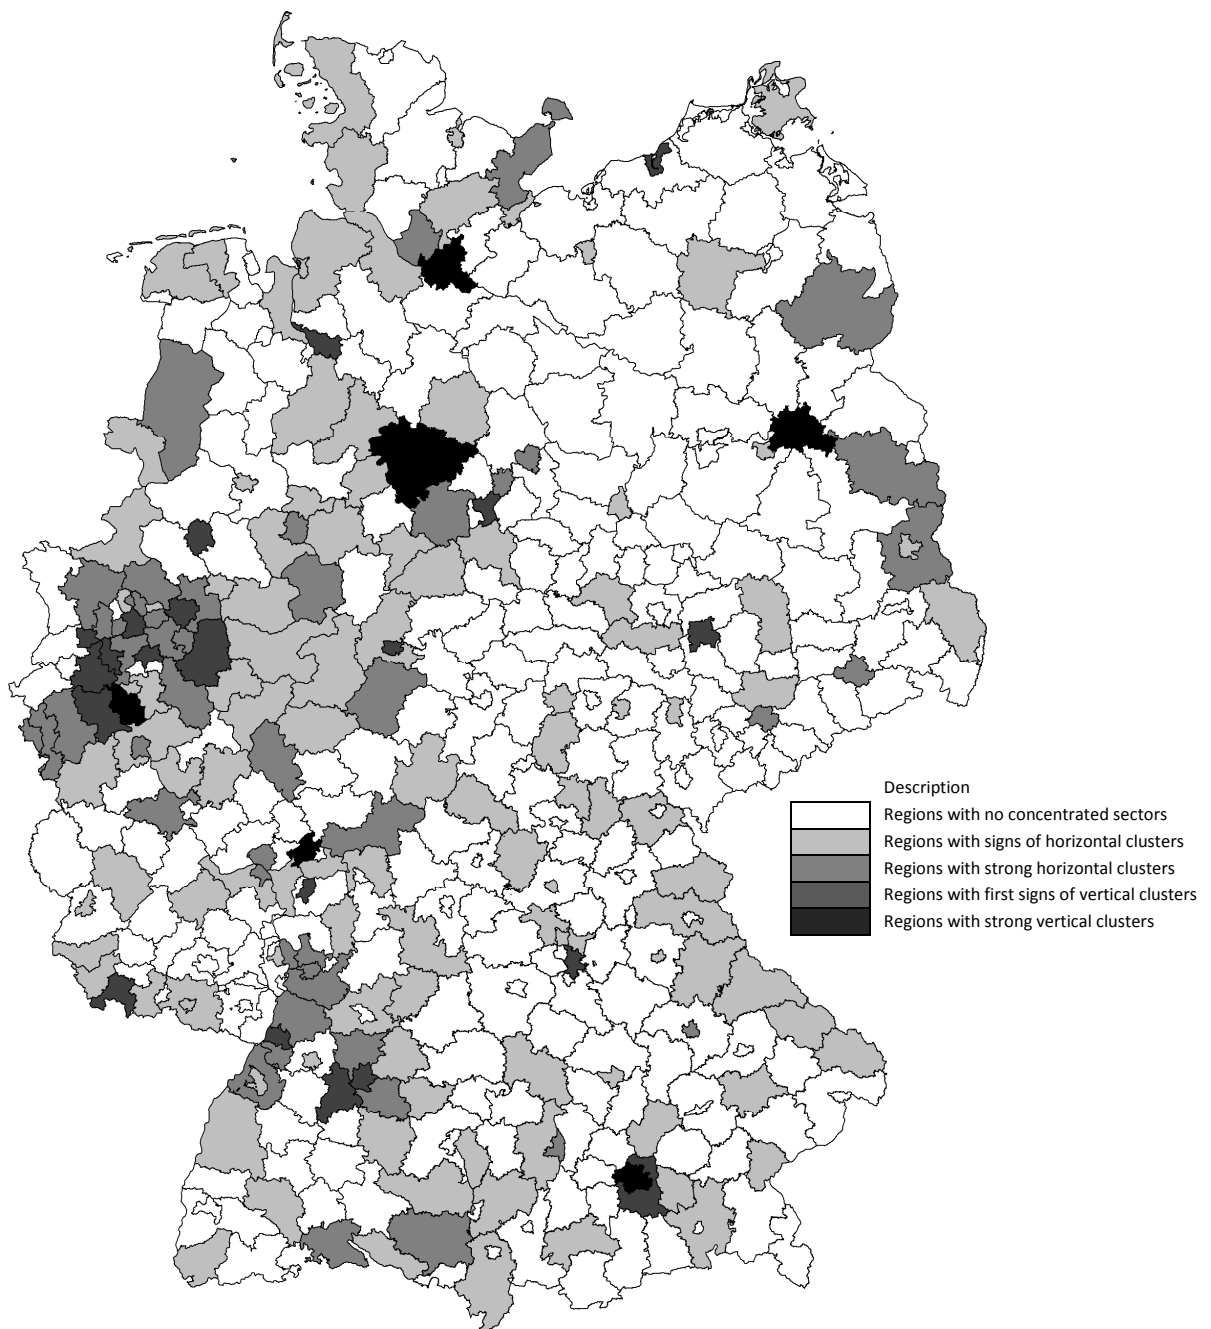 Description
Regions with no concentrated sectors
Regions with signs of horizontal clusters
Regions with strong horizontal clusters
Regions with first signs of vertical clusters
Regions with strong vertical clusters